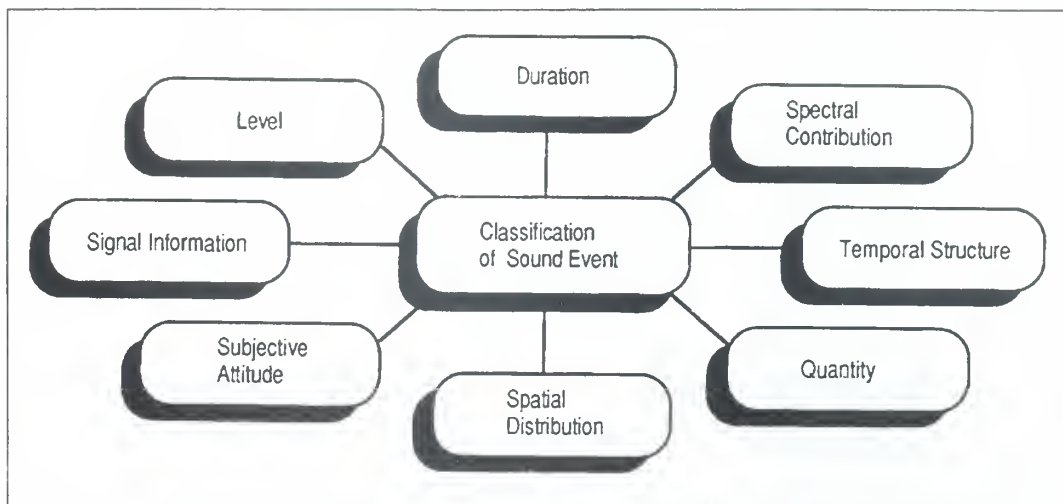 Duration
Level
Spectral
Contribution
Signal Information
Classification
of Sound Event
Temporal Structure
Subjective
Attitude
Spatial
Distribution
Quantity